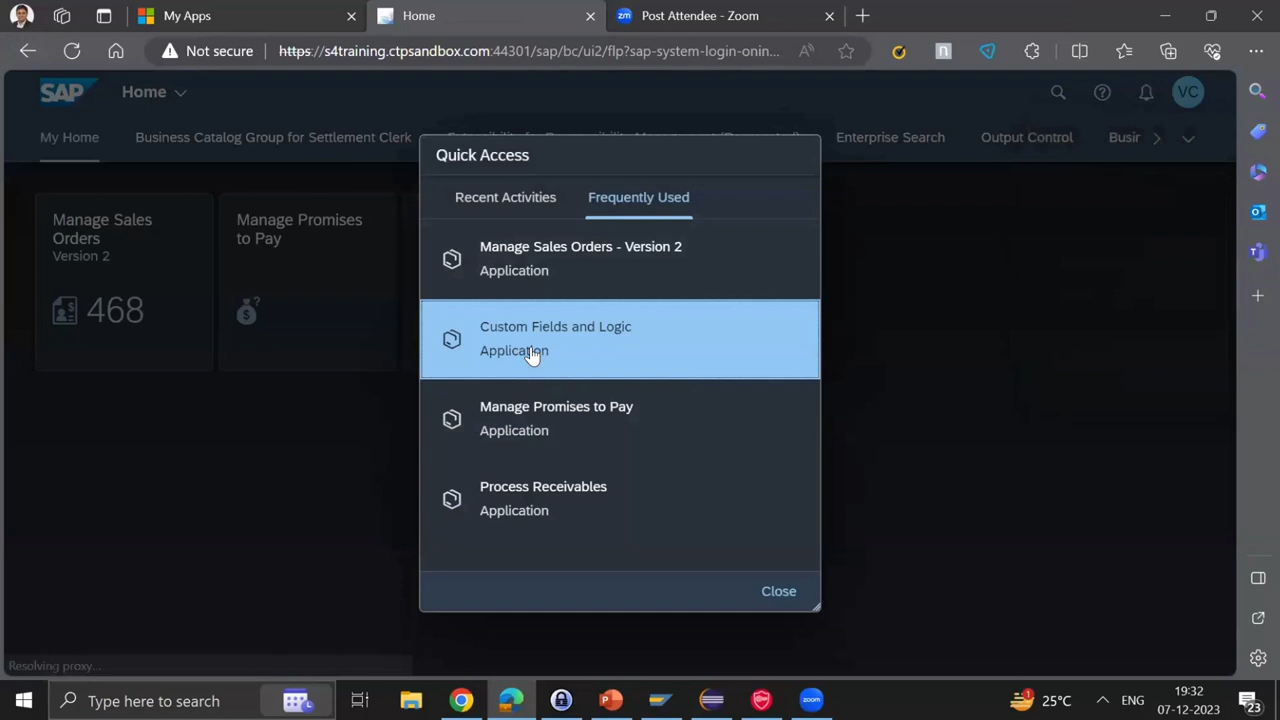 My Apps
Home
zm
Post Attendee - Zoom
Not secure
https://s4training.ctpsandbox.com:44301/sap/bc/ui2/flp?sap-system-login-onin...
SAP
Home
VC
My Home
Business Catalog Group for Settlement Clerk
Enterprise Search
Output Control
Busir
Manage Sales
Orders
Version 2
468
Manage Promises
to Pay
Quick Access
Recent Activities
Frequently Used
Manage Sales Orders - Version 2
Application
Custom Fields and Logic
Application
Manage Promises to Pay
Application
Process Receivables
Application
Close
Resolving proxy...
Type here to search
zoom
1
25°C
ENG
19:32
07-12-2023
23